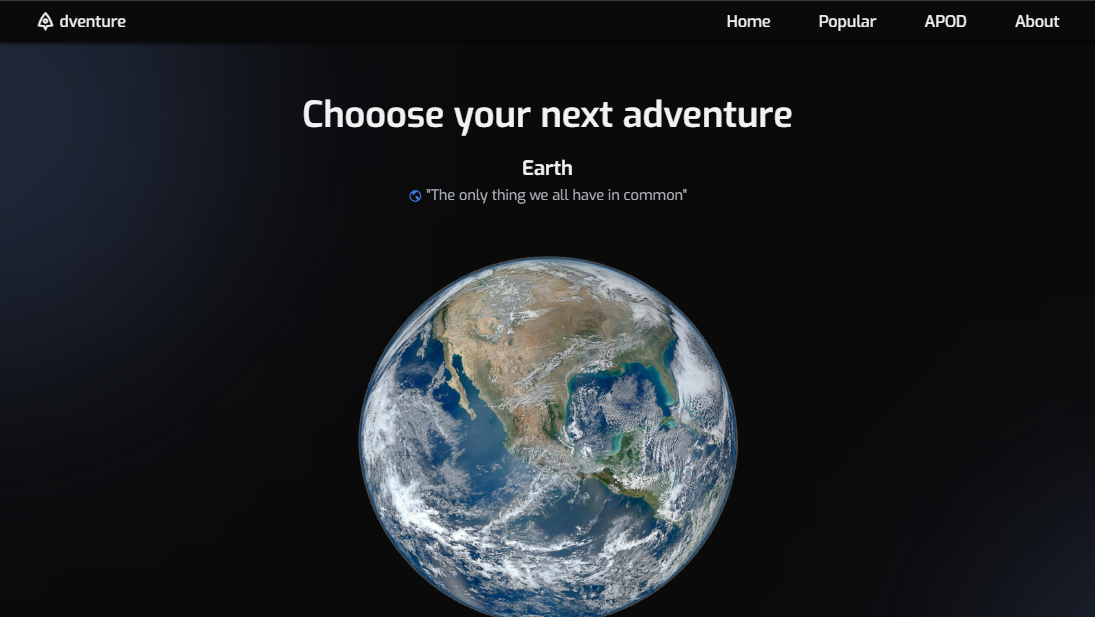 dventure
Home
Popular
APOD
About
Chooose your next adventure
Earth
"The only thing we all have in common"